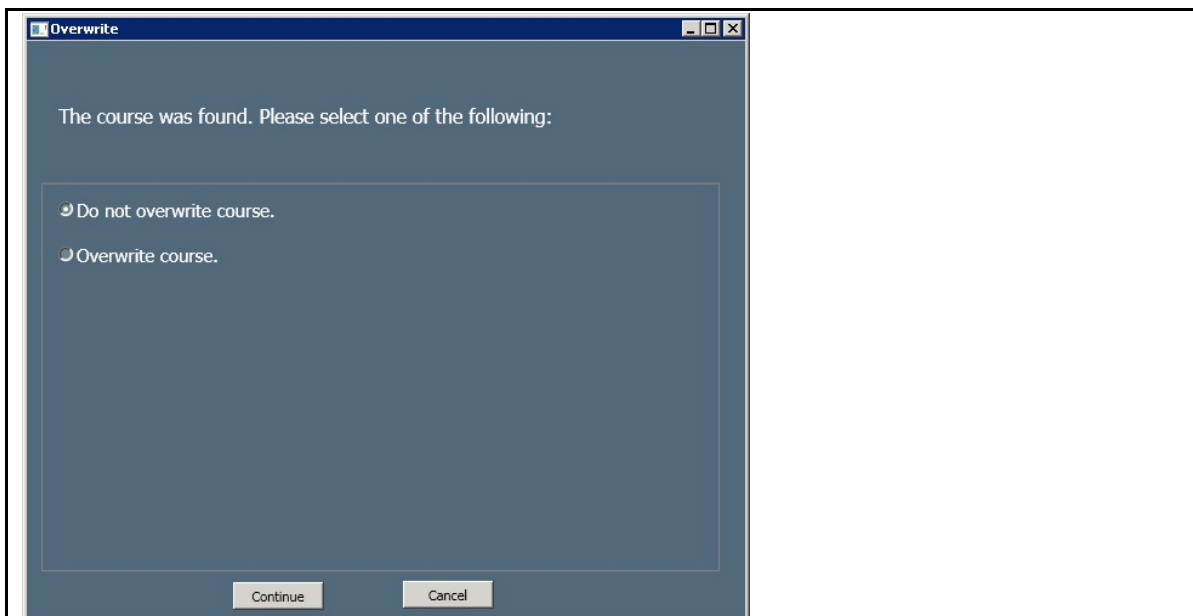 Overwrite
The course was found. Please select one of the following:
Do not overwrite course.
Overwrite course.
Continue
Cancel